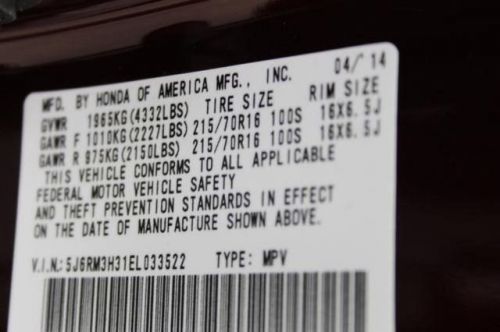 MFD. BY HONDA OF AMERICA MFG., INC. 04/'14
GVWR 1965KG(4332LBS) TIRE SIZE RIM SIZE
GAWR F 1010KG(2227LBS) 215/70R16 100S 16X6.5J
GAWR R 975KG(2150LBS) 215/70R16 100S 16X6.5J
THIS VEHICLE CONFORMS TO ALL APPLICABLE
FEDERAL MOTOR VEHICLE SAFETY
AND THEFT PREVENTION STANDARDS IN EFFECT
ON THE DATE OF MANUFACTURE SHOWN ABOVE.
V.I.N.:5J6RM3H31EL033522 TYPE: MPV